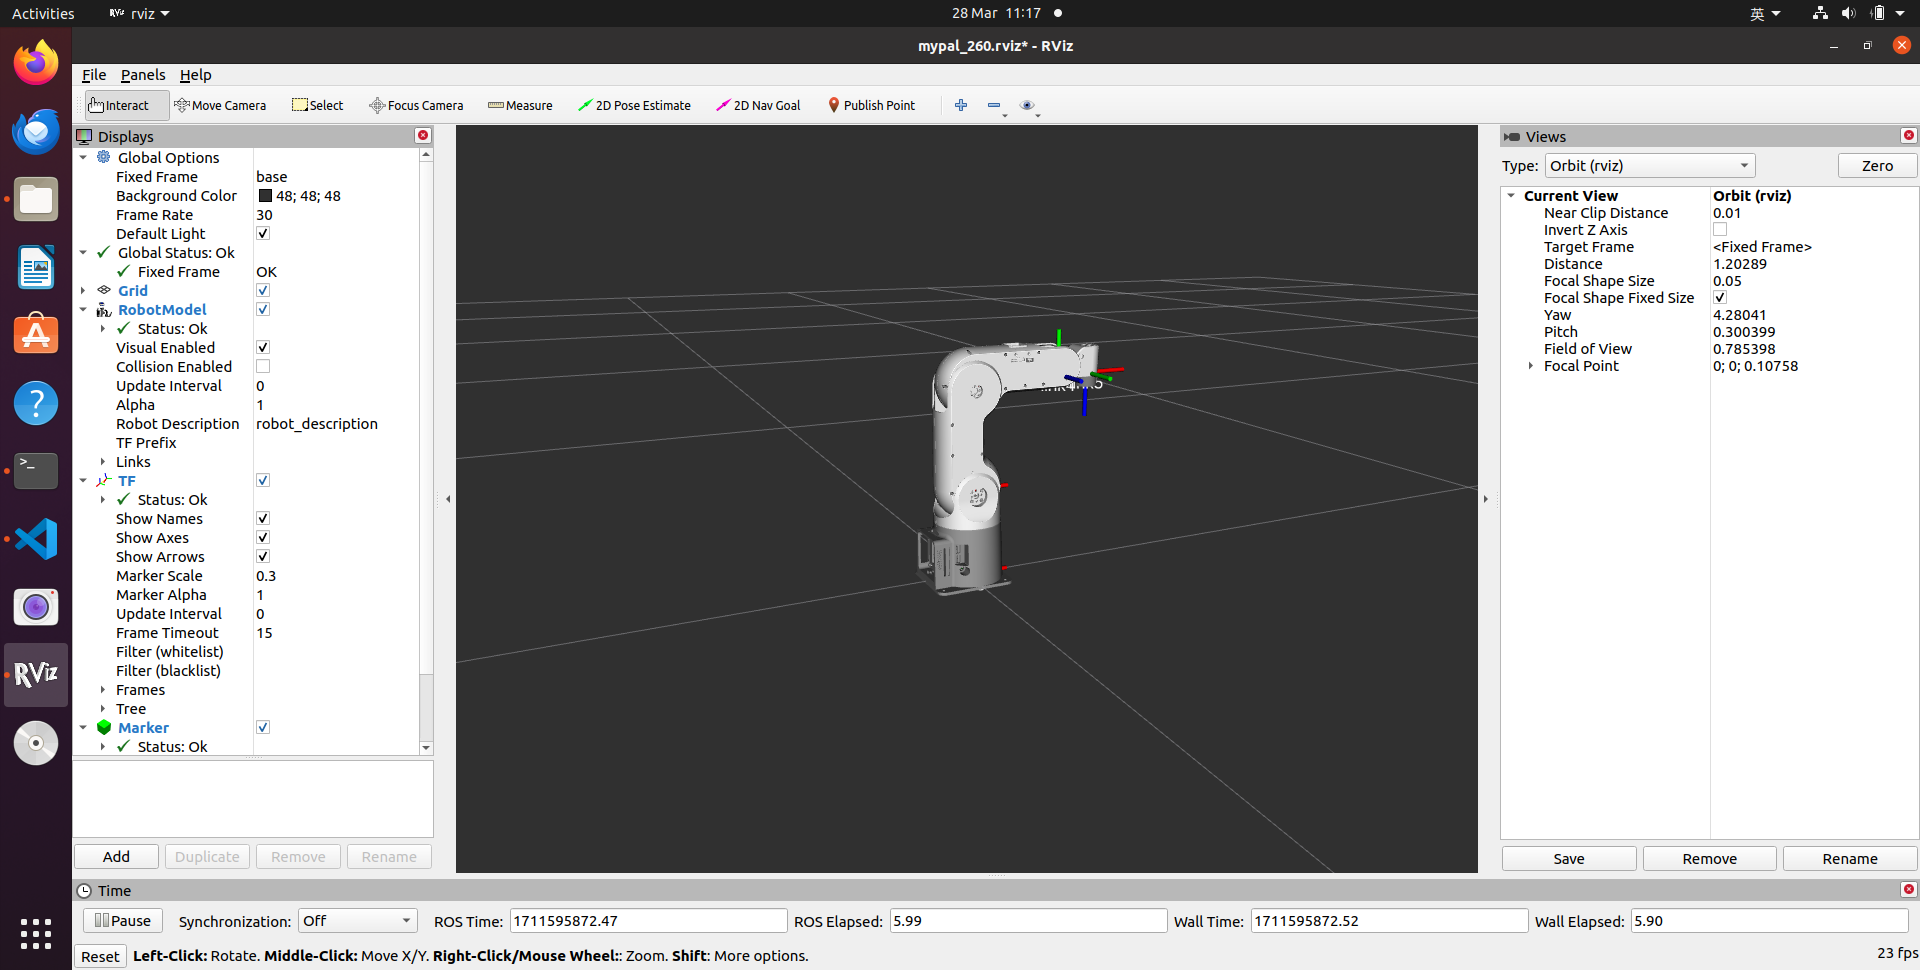 Activities rviz 28 Mar 11:17 英
mypal_260.rviz* - RViz
File Panels Help
Interact Move Camera Select Focus Camera Measure 2D Pose Estimate 2D Nav Goal Publish Point
Displays
Global Options
Fixed Frame base
Background Color 48; 48; 48
Frame Rate 30
Default Light
Global Status: Ok
Fixed Frame OK
Grid
RobotModel
Status: Ok
Visual Enabled
Collision Enabled
Update Interval 0
Alpha 1
Robot Description robot_description
TF Prefix
Links
TF
Status: Ok
Show Names
Show Axes
Show Arrows
Marker Scale 0.3
Marker Alpha 1
Update Interval 0
Frame Timeout 15
Filter (whitelist)
Filter (blacklist)
Frames
Tree
Marker
Status: Ok
Add Duplicate Remove Rename
Views
Type: Orbit (rviz) Zero
Current View Orbit (rviz)
Near Clip Distance 0.01
Invert Z Axis
Target Frame <Fixed Frame>
Distance 1.20289
Focal Shape Size 0.05
Focal Shape Fixed Size
Yaw 4.28041
Pitch 0.300399
Field of View 0.785398
Focal Point 0; 0; 0.10758
Save Remove Rename
RViz
Time
Pause Synchronization: Off ROS Time: 1711595872.47 ROS Elapsed: 5.99 Wall Time: 1711595872.52 Wall Elapsed: 5.90
Reset Left-Click: Rotate. Middle-Click: Move X/Y. Right-Click/Mouse Wheel:: Zoom. Shift: More options. 23 fps